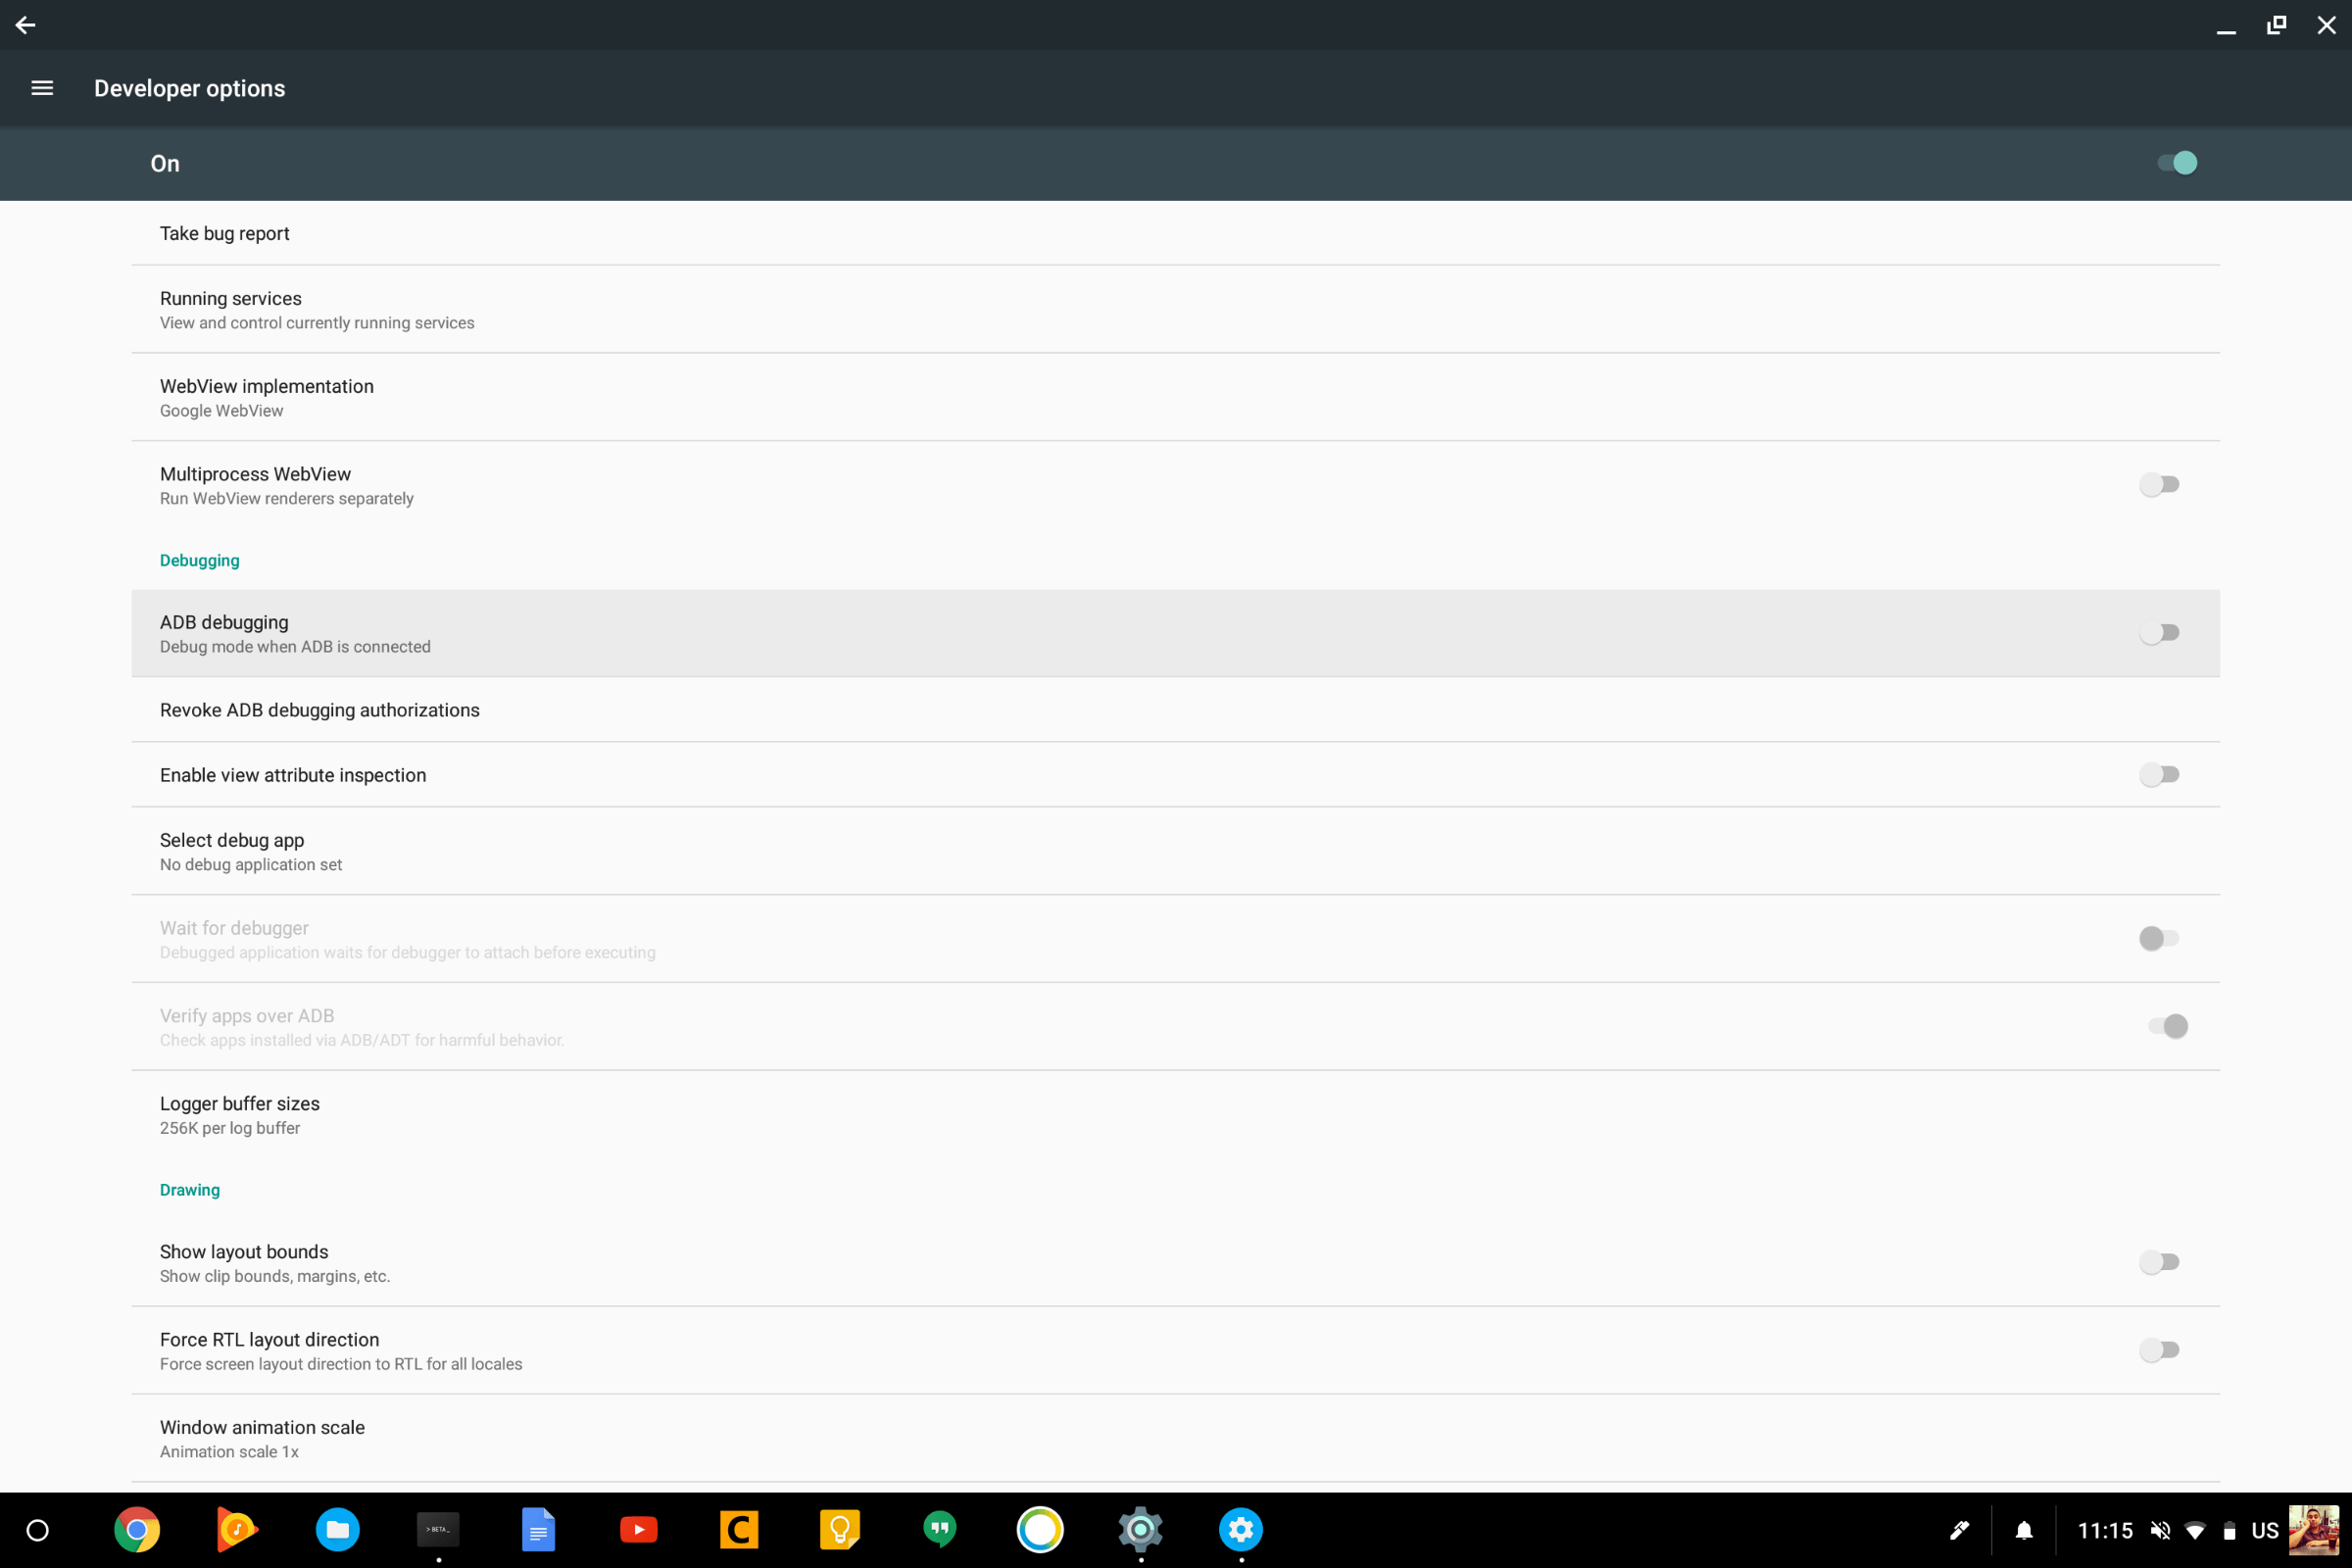 Developer options
On
Take bug report
Running services
View and control currently running services
WebView implementation
Google WebView
Multiprocess WebView
Run WebView renderers separately
Debugging
ADB debugging
Debug mode when ADB is connected
Revoke ADB debugging authorizations
Enable view attribute inspection
Select debug app
No debug application set
Wait for debugger
Debugged application waits for debugger to attach before executing
Verify apps over ADB
Check apps installed via ADB/ADT for harmful behavior.
Logger buffer sizes
256K per log buffer
Drawing
Show layout bounds
Show clip bounds, margins, etc.
Force RTL layout direction
Force screen layout direction to RTL for all locales
Window animation scale
Animation scale 1x
> BETA_
C
11:15
US